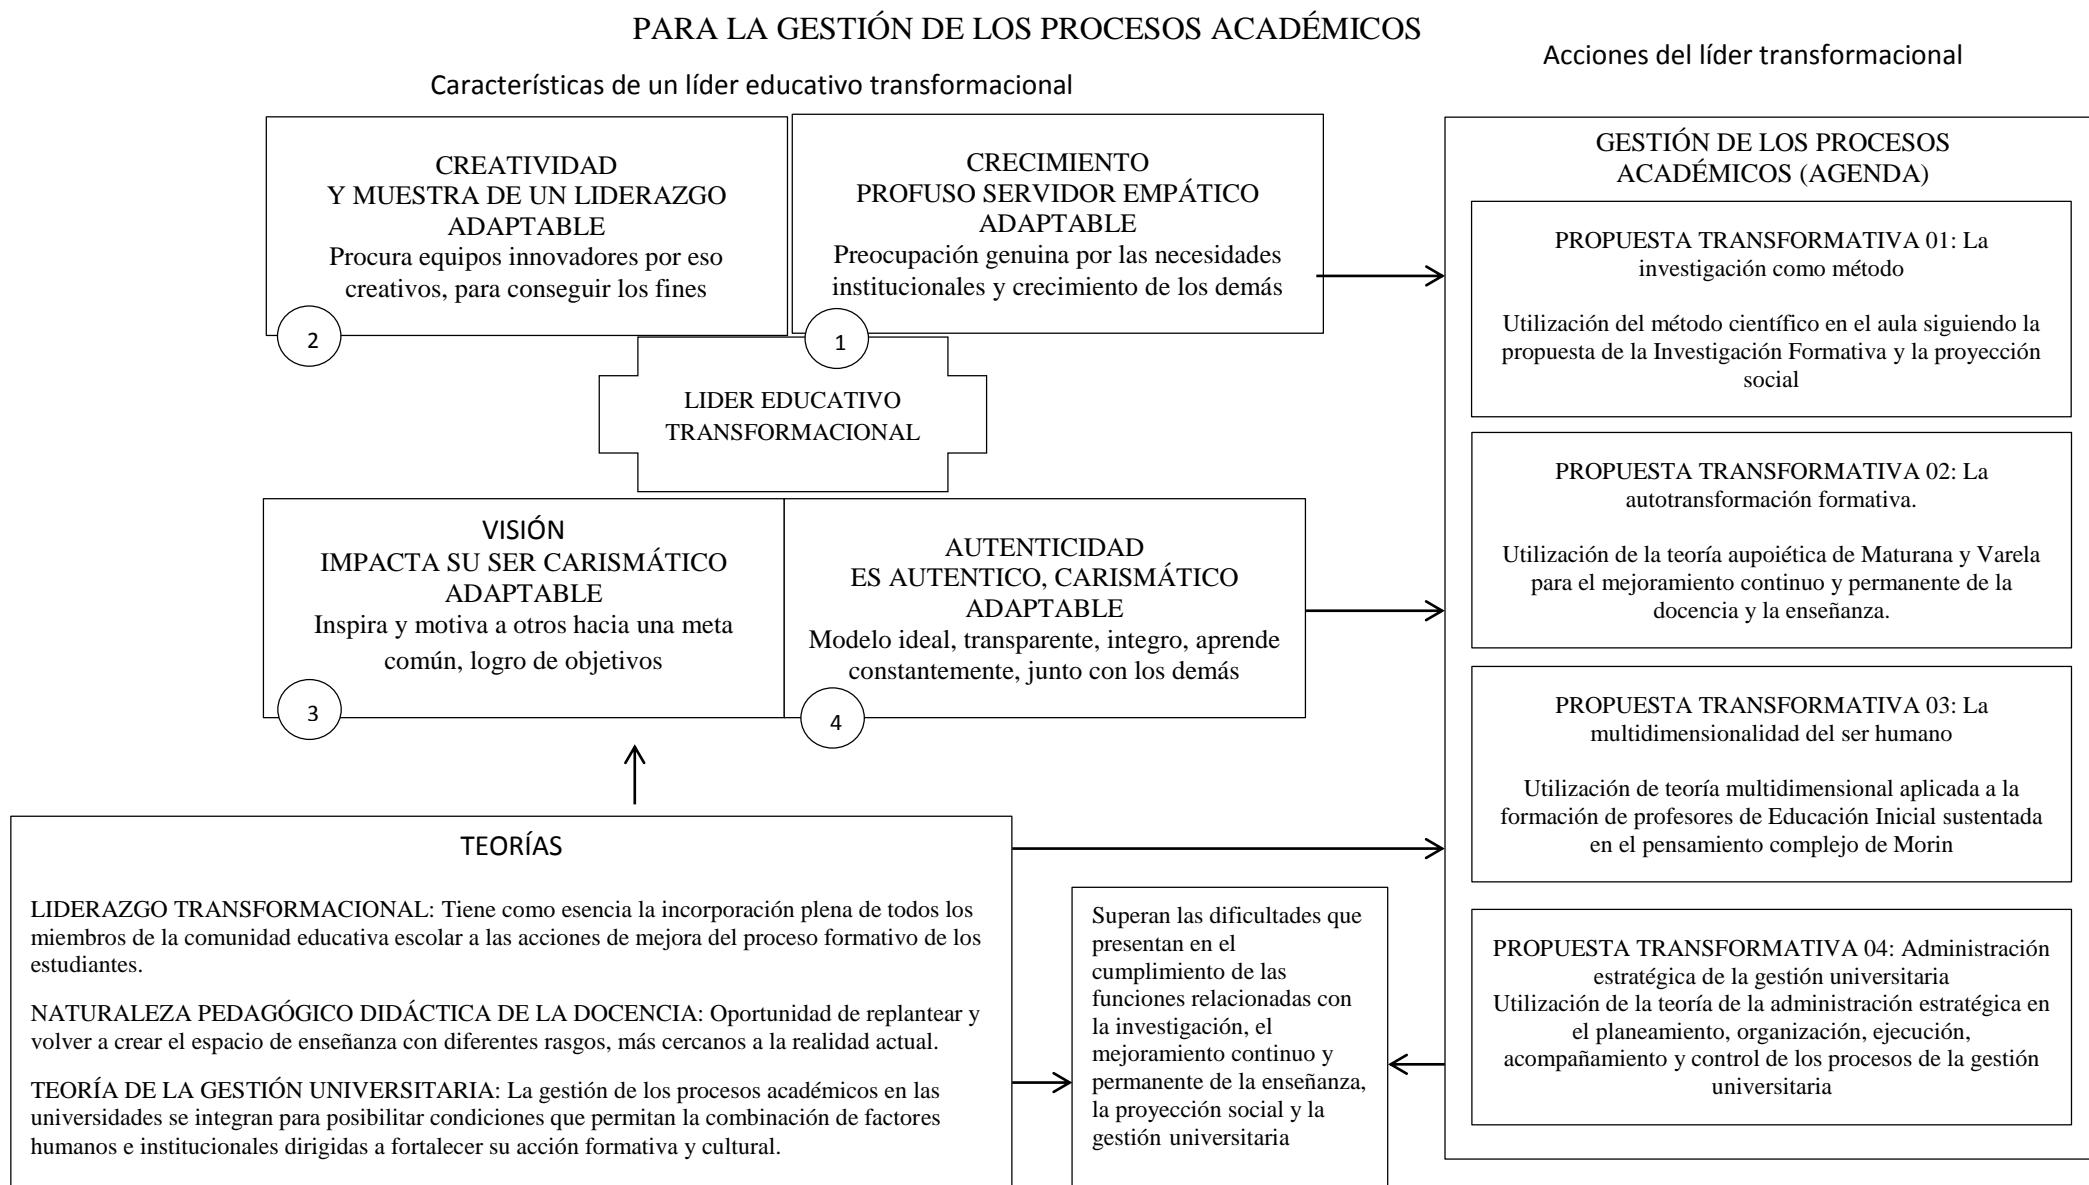 PARA LA GESTIÓN DE LOS PROCESOS ACADÉMICOS
Características de un líder educativo transformacional
Acciones del líder transformacional
CREATIVIDAD
Y MUESTRA DE UN LIDERAZGO
ADAPTABLE
Procura equipos innovadores por eso
creativos, para conseguir los fines
2
CRECIMIENTO
PROFUSO SERVIDOR EMPÁTICO
ADAPTABLE
Preocupación genuina por las necesidades
institucionales y crecimiento de los demás
1
LIDER EDUCATIVO
TRANSFORMACIONAL
VISIÓN
IMPACTA SU SER CARISMÁTICO
ADAPTABLE
Inspira y motiva a otros hacia una meta
común, logro de objetivos
3
AUTENTICIDAD
ES AUTENTICO, CARISMÁTICO
ADAPTABLE
Modelo ideal, transparente, integro, aprende
constantemente, junto con los demás
4
TEORÍAS
LIDERAZGO TRANSFORMACIONAL: Tiene como esencia la incorporación plena de todos los
miembros de la comunidad educativa escolar a las acciones de mejora del proceso formativo de los
estudiantes.
NATURALEZA PEDAGÓGICO DIDÁCTICA DE LA DOCENCIA: Oportunidad de replantear y
volver a crear el espacio de enseñanza con diferentes rasgos, más cercanos a la realidad actual.
TEORÍA DE LA GESTIÓN UNIVERSITARIA: La gestión de los procesos académicos en las
universidades se integran para posibilitar condiciones que permitan la combinación de factores
humanos e institucionales dirigidas a fortalecer su acción formativa y cultural.
Superan las dificultades que
presentan en el
cumplimiento de las
funciones relacionadas con
la investigación, el
mejoramiento continuo y
permanente de la enseñanza,
la proyección social y la
gestión universitaria
GESTIÓN DE LOS PROCESOS
ACADÉMICOS (AGENDA)
PROPUESTA TRANSFORMATIVA 01: La
investigación como método
Utilización del método científico en el aula siguiendo la
propuesta de la Investigación Formativa y la proyección
social
PROPUESTA TRANSFORMATIVA 02: La
autotransformación formativa.
Utilización de la teoría aupoiética de Maturana y Varela
para el mejoramiento continuo y permanente de la
docencia y la enseñanza.
PROPUESTA TRANSFORMATIVA 03: La
multidimensionalidad del ser humano
Utilización de teoría multidimensional aplicada a la
formación de profesores de Educación Inicial sustentada
en el pensamiento complejo de Morin
PROPUESTA TRANSFORMATIVA 04: Administración
estratégica de la gestión universitaria
Utilización de la teoría de la administración estratégica en
el planeamiento, organización, ejecución,
acompañamiento y control de los procesos de la gestión
universitaria